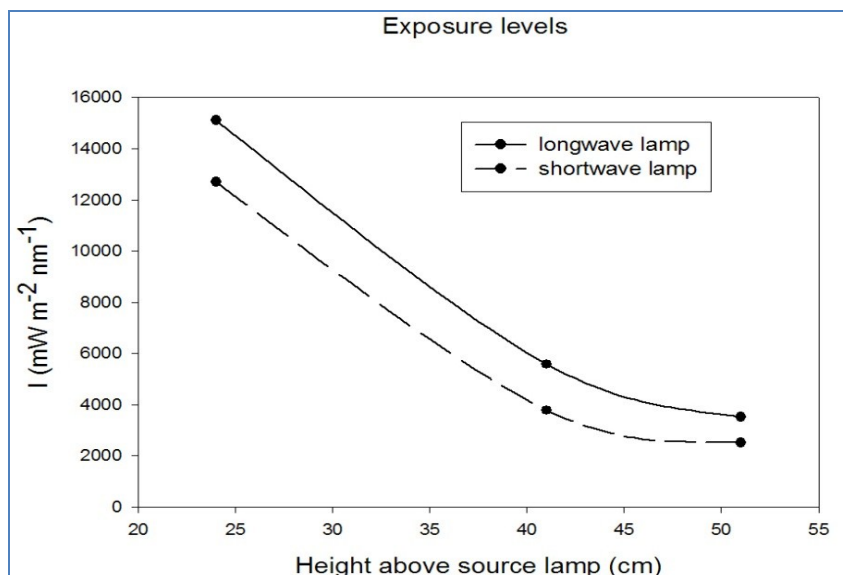 Exposure levels
16000
14000
12000
10000
8000
6000
4000
2000
0
I (mW m-2 nm-1)
longwave lamp
shortwave lamp
20 25 30 35 40 45 50 55
Height above source lamp (cm)